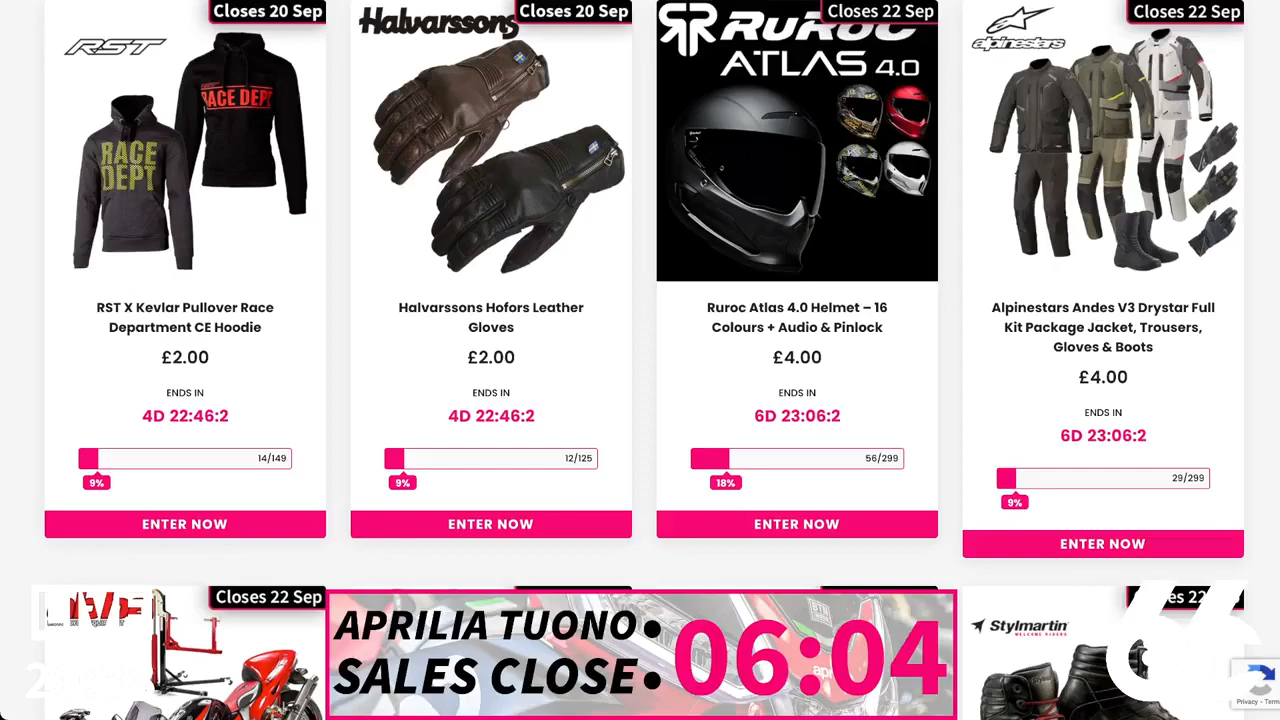 Closes 20 Sep
RST
RACE DEPT
RACE
DEPT
RST X Kevlar Pullover Race
Department CE Hoodie
£2.00
ENDS IN
4D 22:46:2
14/149
9%
ENTER NOW
Closes 20 Sep
Halvarssons
Halvarssons Hofors Leather
Gloves
£2.00
ENDS IN
4D 22:46:2
12/125
9%
ENTER NOW
Closes 22 Sep
RUROC
ATLAS 4.0
Ruroc Atlas 4.0 Helmet – 16
Colours + Audio & Pinlock
£4.00
ENDS IN
6D 23:06:2
56/299
18%
ENTER NOW
Closes 22 Sep
alpinestars
Alpinestars Andes V3 Drystar Full
Kit Package Jacket, Trousers,
Gloves & Boots
£4.00
ENDS IN
6D 23:06:2
29/299
9%
ENTER NOW
Closes 22 Sep
LIVE
APRILIA TUONO
SALES CLOSE
06:04
Stylmartin
WELCOME RIDERS
Privacy - Term